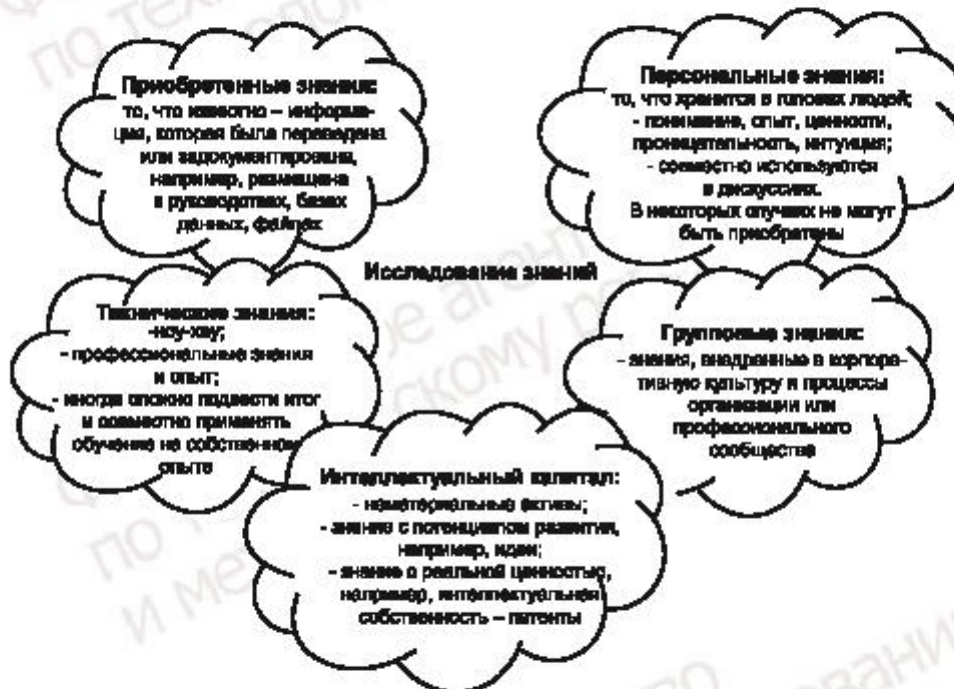 Приобретенные знания:
то, что известно – информа-
ция, которая была переведена
или задокументирована,
например, размещена
в руководствах, базах
данных, файлах
Персональные знания:
то, что хранится в головах людей;
- понимание, опыт, ценности,
проницательность, интуиция;
- совместно используются
в дискуссиях.
В некоторых случаях не могут
быть приобретены
Исследование знаний
Технические знания:
-ноу-хау;
- профессиональные знания
и опыт;
- иногда сложно подвести итог
и совместно применять
обучение на собственном
опыте
Групповые знания:
- знания, внедренные в корпора-
тивную культуру и процессы
организации или
профессионального
сообщества
Интеллектуальный капитал:
- нематериальные активы;
- знание с потенциалом развития,
например, идеи;
- знание с реальной ценностью,
например, интеллектуальная
собственность – патенты